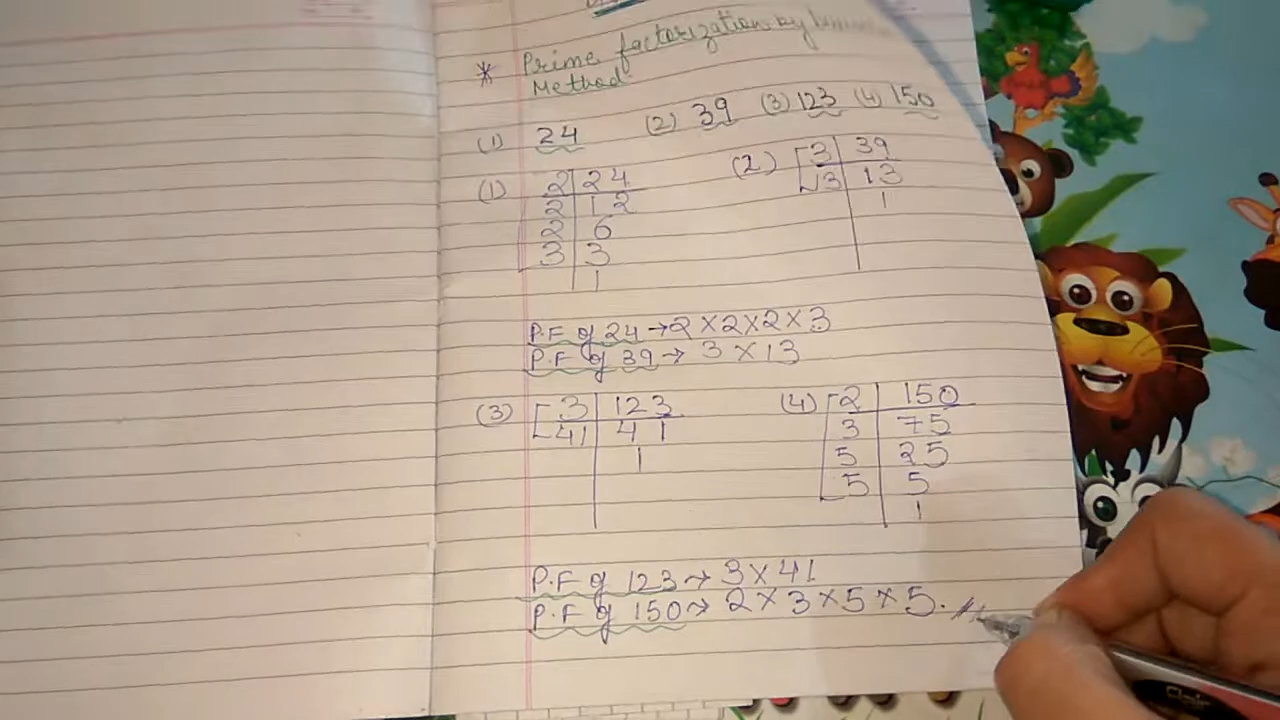 * Prime factorization by
Method
(1) 24 (2) 39 (3) 123 (4) 150
(1) 2 24
2 12
2 6
3 3
1
(2) 3 39
13 13
1
P.F of 24 → 2 × 2 × 2 × 3
P.F of 39 → 3 × 13
(3) 3 123
41 41
1
(4) 2 150
3 75
5 25
5 5
1
P.F of 123 → 3 × 41
P.F of 150 → 2 × 3 × 5 × 5.